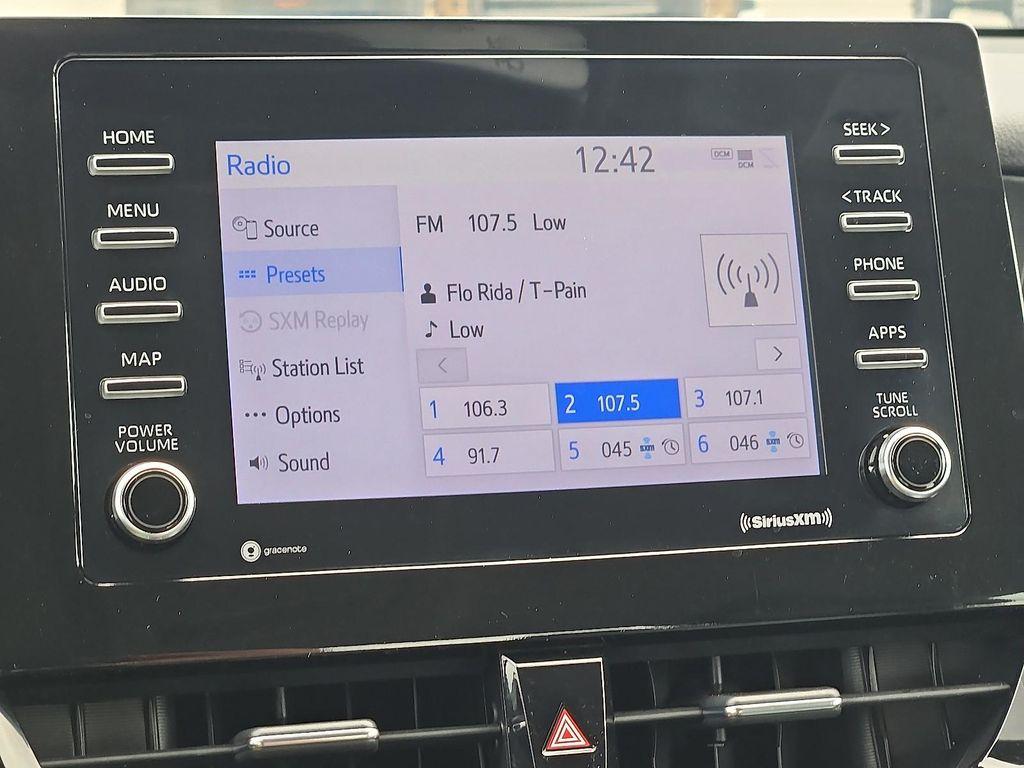 HOME
MENU
AUDIO
MAP
POWER
VOLUME
Radio
12:42
DCM
DCM
Source
Presets
SXM Replay
Station List
Options
Sound
FM 107.5 Low
Flo Rida / T-Pain
Low
< >
1 106.3
2 107.5
3 107.1
4 91.7
5 045 sxm
6 046 sxm
SEEK >
< TRACK
PHONE
APPS
TUNE
SCROLL
gracenote
((SiriusXM))